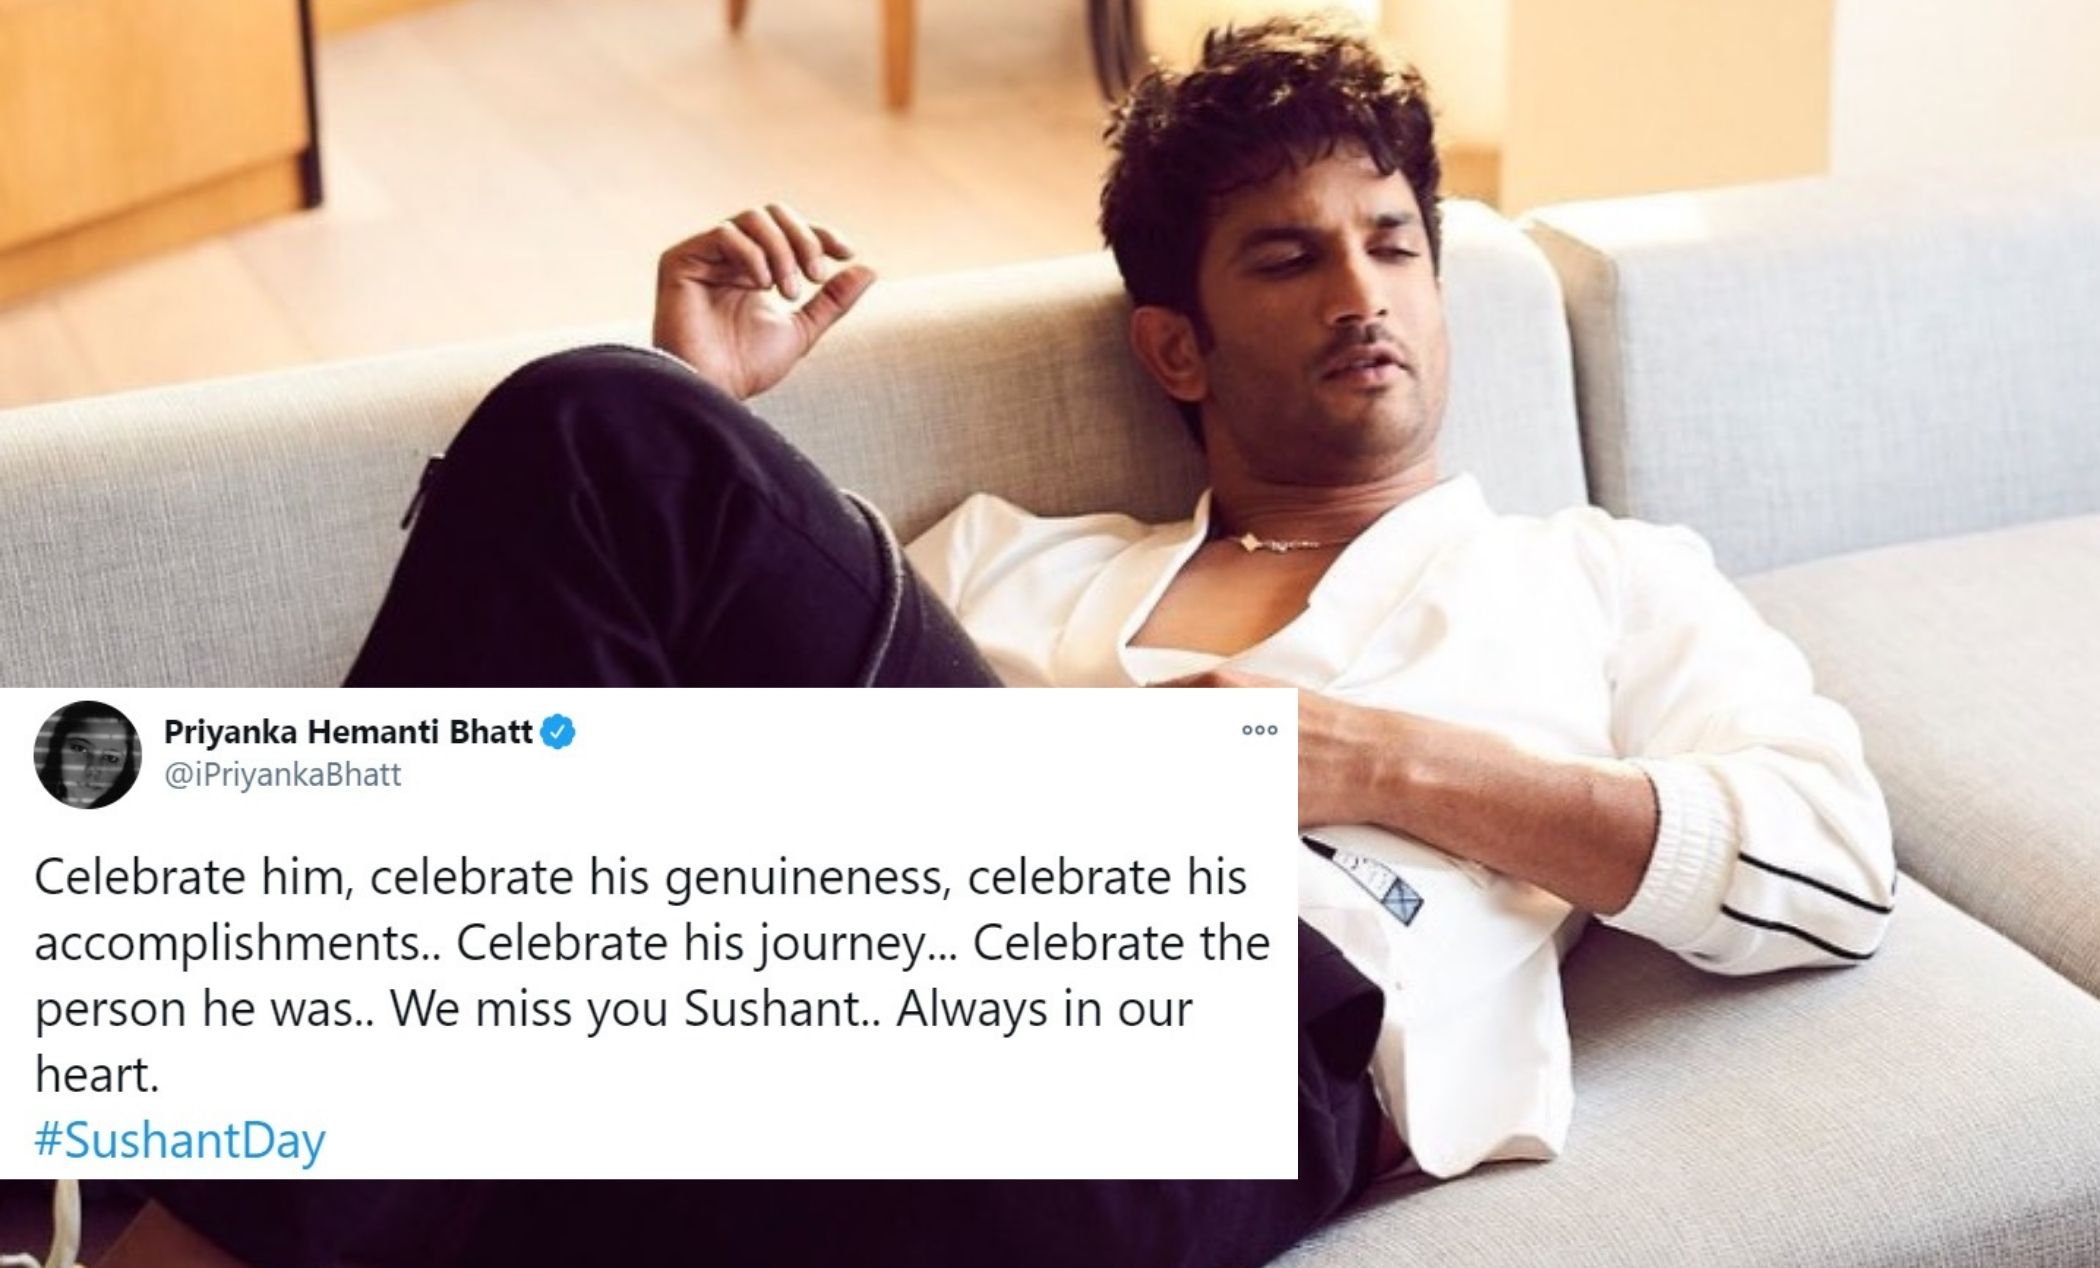 Priyanka Hemanti Bhatt
@iPriyankaBhatt
Celebrate him, celebrate his genuineness, celebrate his
accomplishments.. Celebrate his journey... Celebrate the
person he was.. We miss you Sushant.. Always in our
heart.
#SushantDay